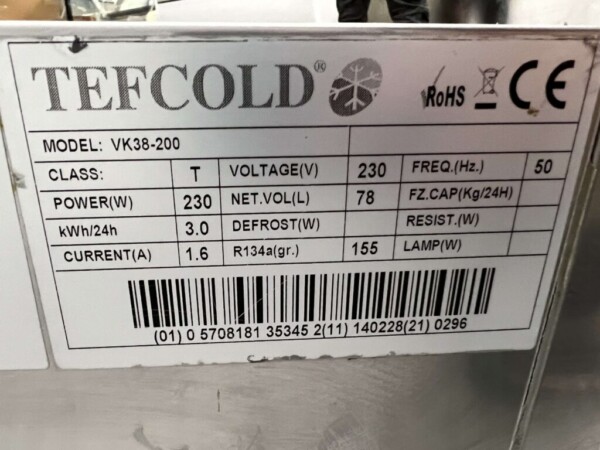 TEFCOLD® RoHS CE
MODEL: VK38-200
CLASS: T VOLTAGE(V) 230 FREQ.(Hz.) 50
POWER(W) 230 NET.VOL(L) 78 FZ.CAP(Kg/24H)
kWh/24h 3.0 DEFROST(W) RESIST.(W)
CURRENT(A) 1.6 R134a(gr.) 155 LAMP(W)
(01) 0 5708181 35345 2(11) 140228(21) 0296